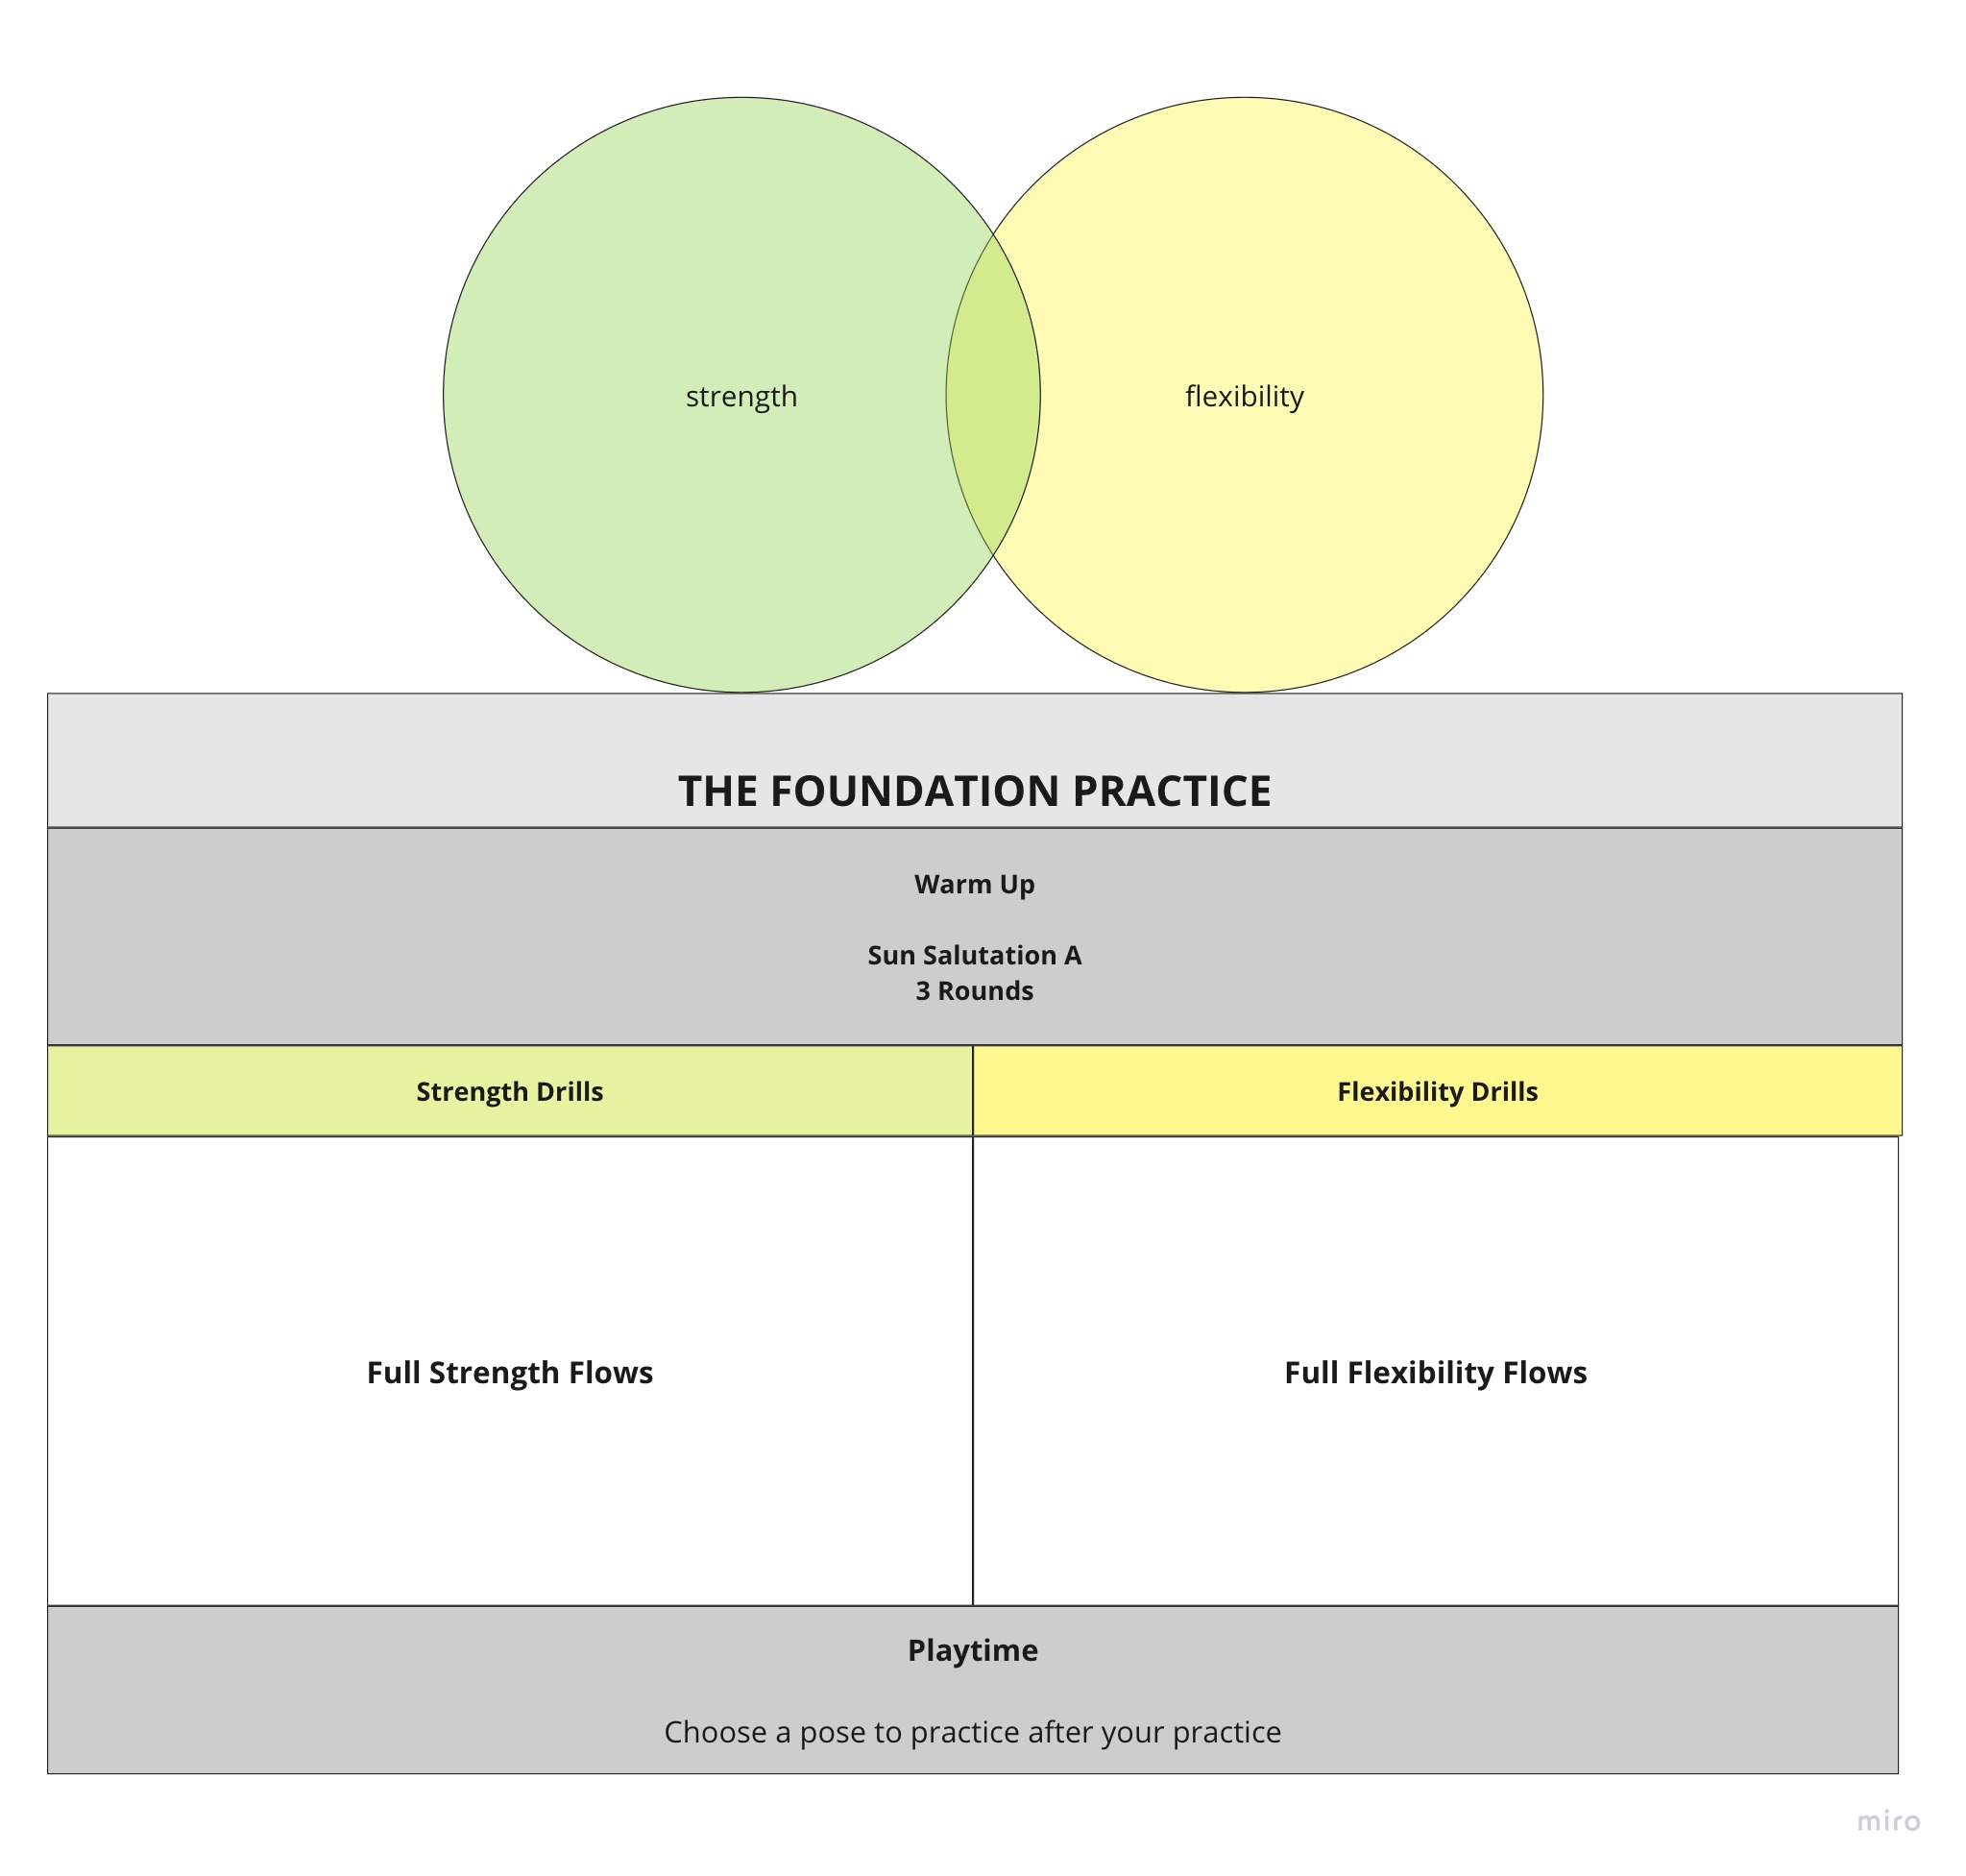 strength
flexibility
THE FOUNDATION PRACTICE
Warm Up
Sun Salutation A
3 Rounds
Strength Drills
Flexibility Drills
Full Strength Flows
Full Flexibility Flows
Playtime
Choose a pose to practice after your practice
miro